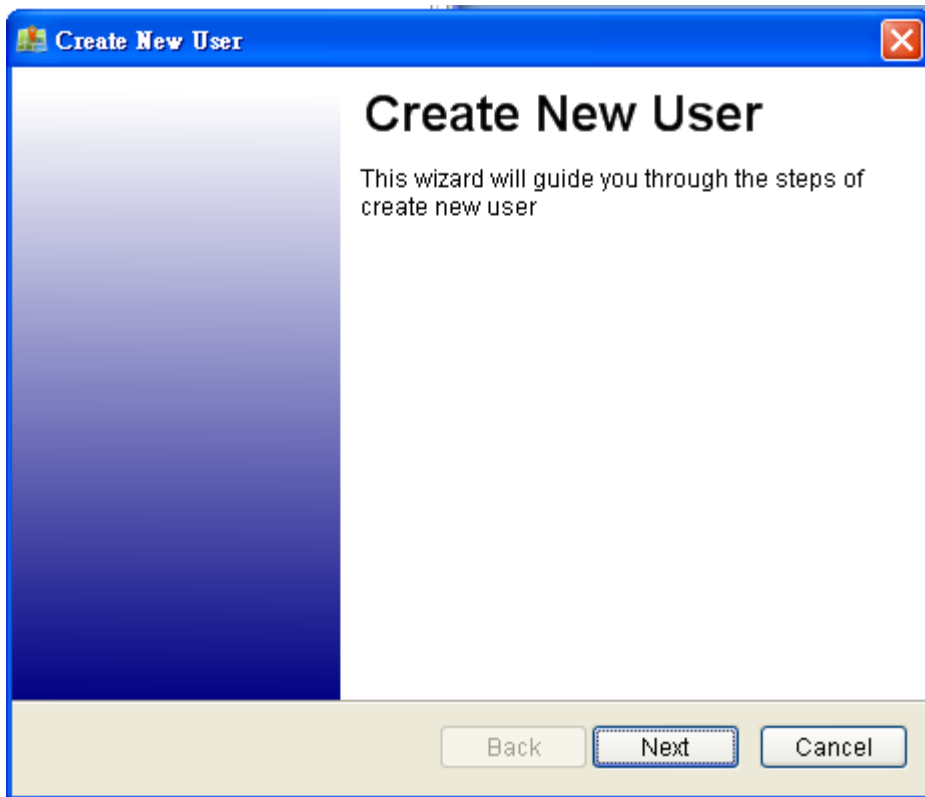 Create New User
Create New User
This wizard will guide you through the steps of
create new user
Back
Next
Cancel